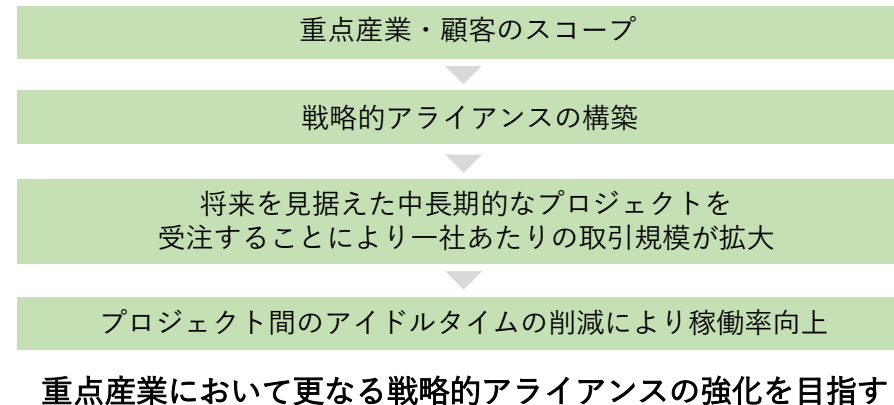 重点産業・顧客のスコープ
戦略的アライアンスの構築
将来を見据えた中長期的なプロジェクトを
受注することにより一社あたりの取引規模が拡大
プロジェクト間のアイドルタイムの削減により稼働率向上
重点産業において更なる戦略的アライアンスの強化を目指す